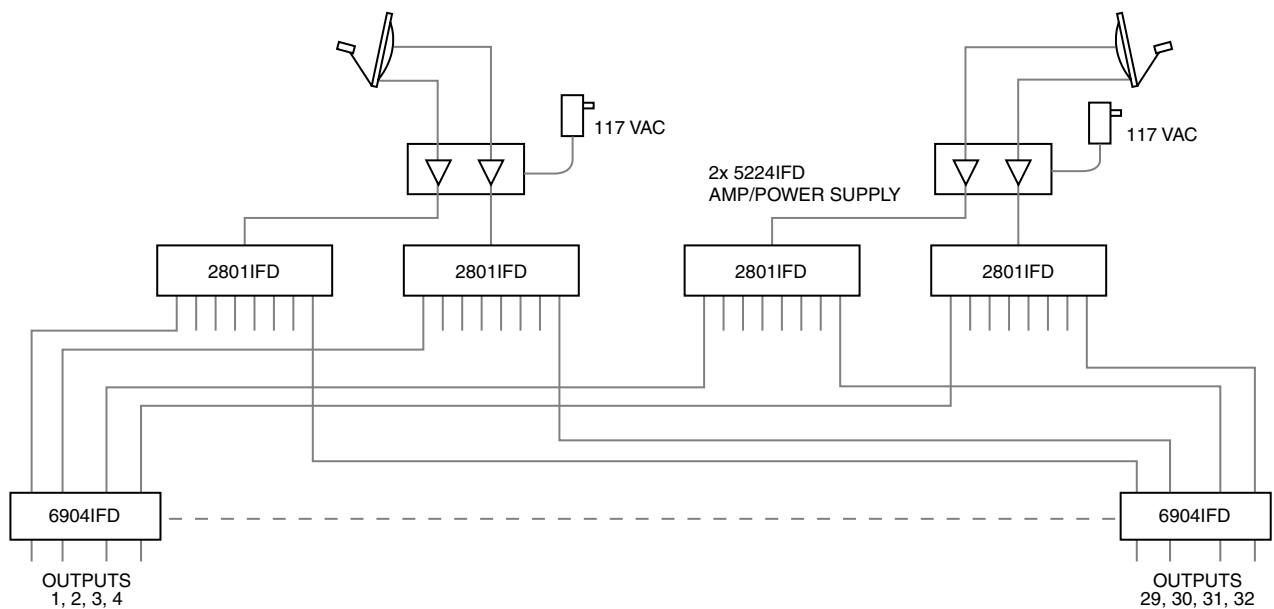 117 VAC
117 VAC
2x 5224IFD
AMP/POWER SUPPLY
2801IFD
2801IFD
2801IFD
2801IFD
6904IFD
6904IFD
OUTPUTS
1, 2, 3, 4
OUTPUTS
29, 30, 31, 32